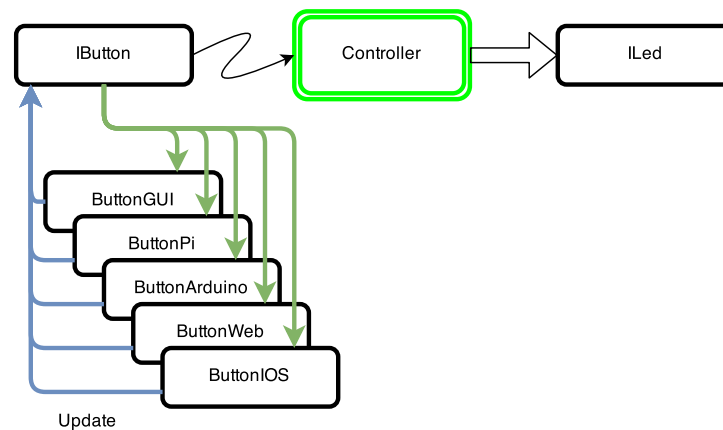 IButton
Controller
ILed
ButtonGUI
ButtonPi
ButtonArduino
ButtonWeb
ButtonIOS
Update